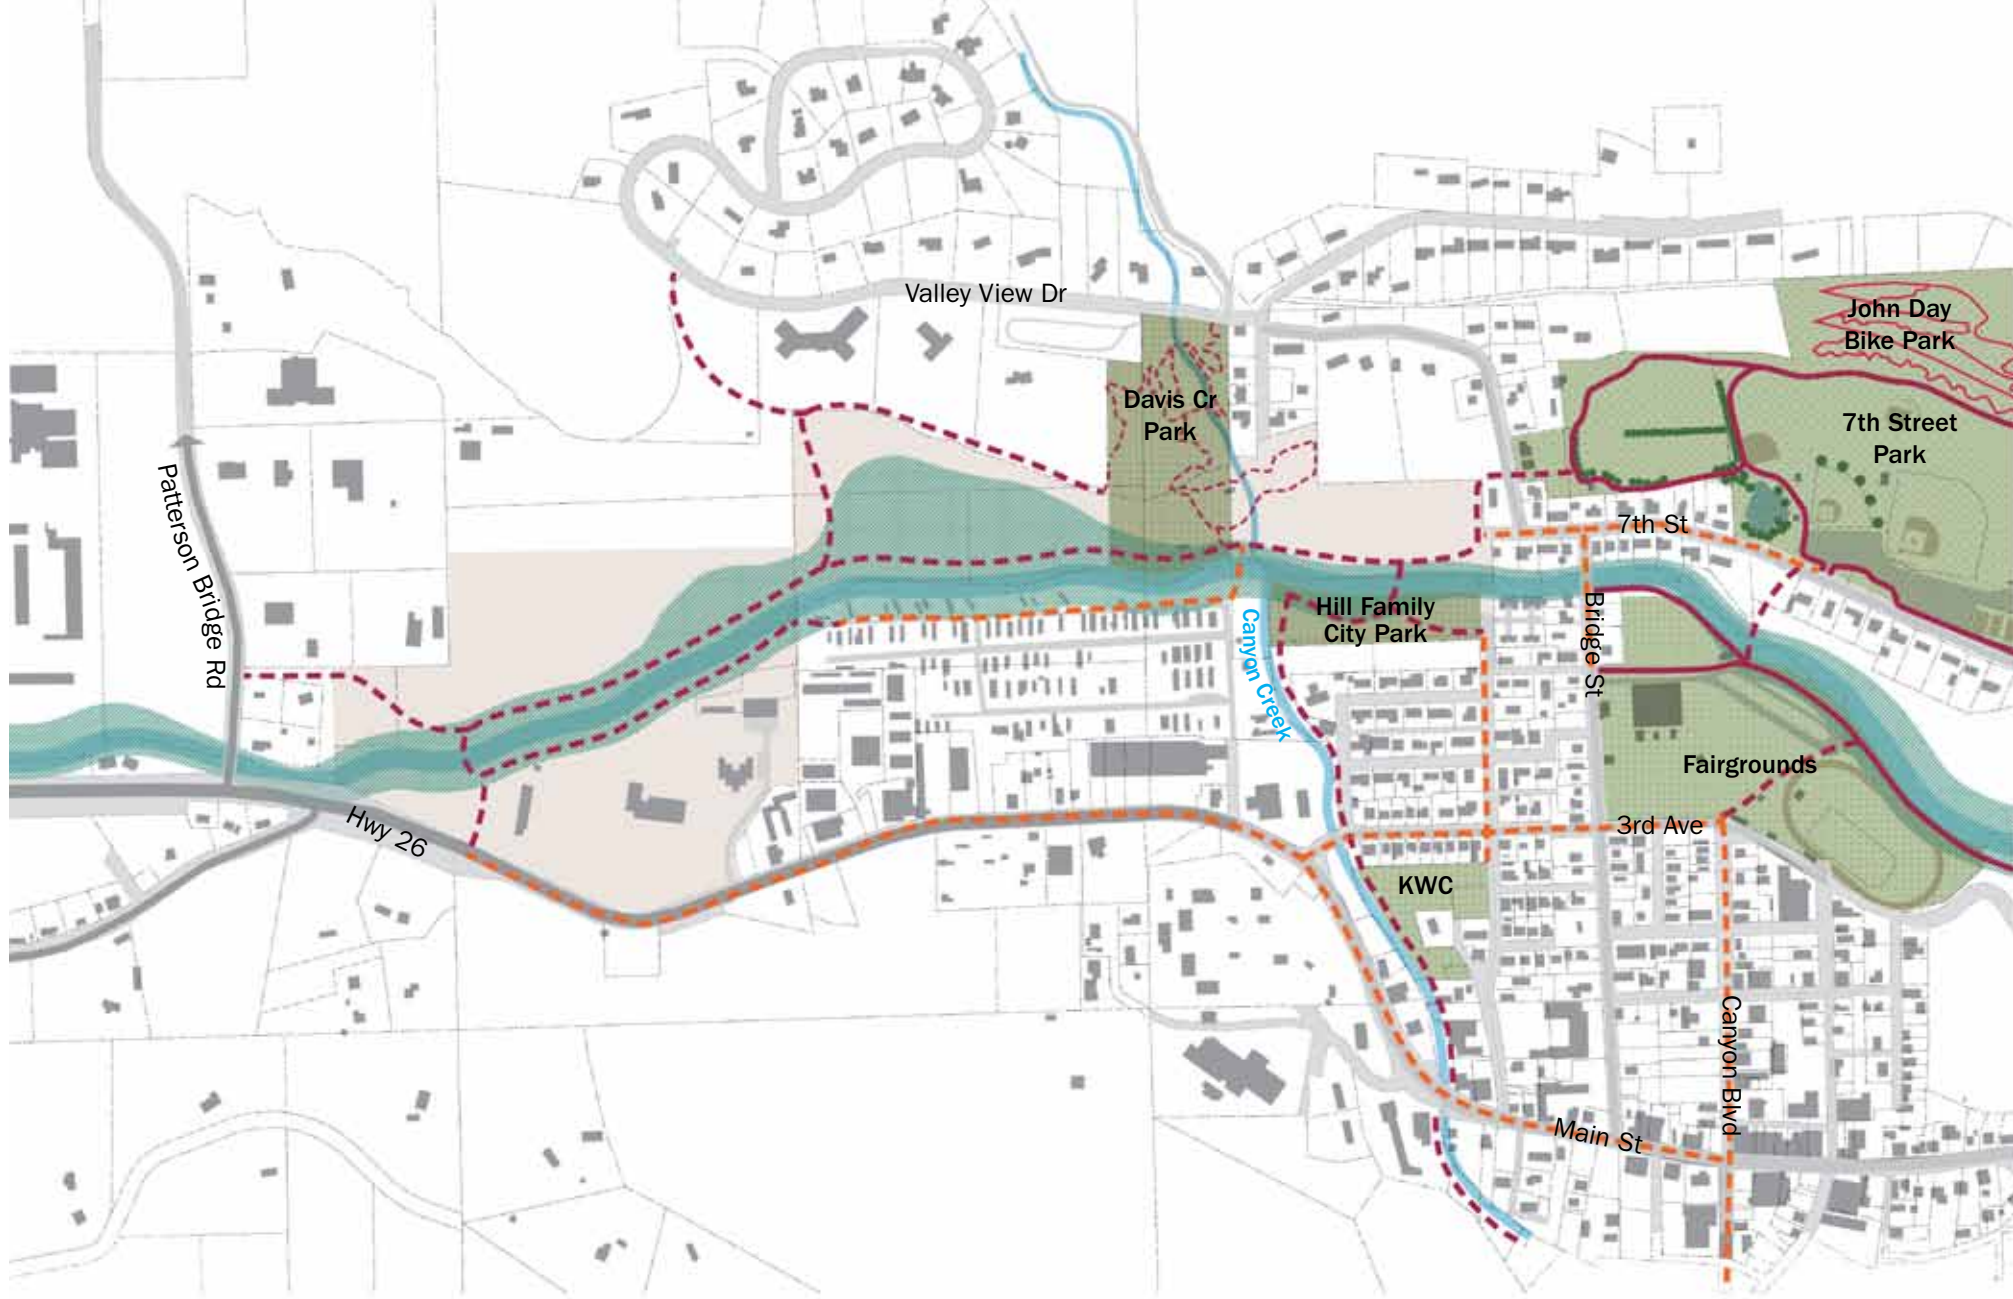 Valley View Dr
John Day
Bike Park
Davis Cr
Park
7th Street
Park
Patterson Bridge Rd
7th St
Hill Family
City Park
Bridge St
Canyon Creek
Fairgrounds
Hwy 26
3rd Ave
KWC
Canyon Blvd
Main St